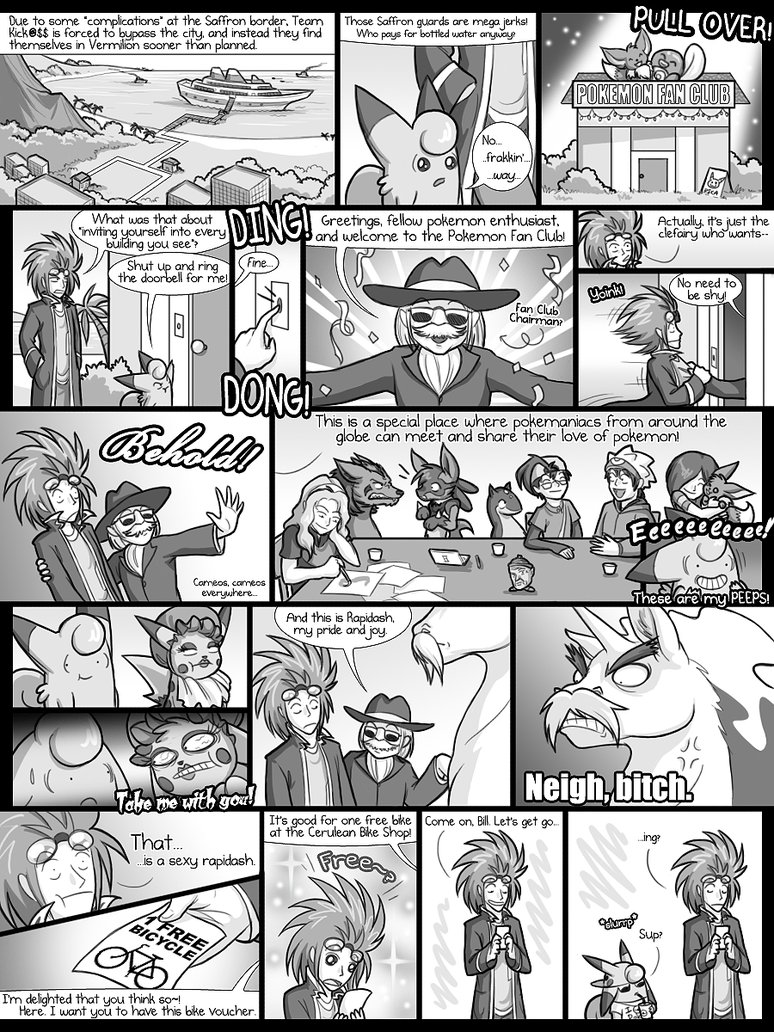 Due to some "complications" at the Saffron border, Team
Kick@$$ is forced to bypass the city, and instead they find
themselves in Vermilion sooner than planned.
Those Saffron guards are mega jerks!
Who pays for bottled water anyway?
No...
...frakkin'...
...way...
PULL OVER!
POKEMON FAN CLUB
What was that about
"inviting yourself into every
building you see"?
Shut up and ring
the doorbell for me!
DING!
Fine...
DONG!
Greetings, fellow pokemon enthusiast,
and welcome to the Pokemon Fan Club!
Fan Club
Chairman?
Actually, it's just the
clefairy who wants--
Yoink!
No need to
be shy!
Behold!
Cameos, cameos
everywhere...
This is a special place where pokemaniacs from around the
globe can meet and share their love of pokemon!
Eeeeeeeeeee!
These are my PEEPS!
Take me with you!
And this is Rapidash,
my pride and joy.
Neigh, bitch.
That...
...is a sexy rapidash.
1 FREE
BICYCLE
I'm delighted that you think so~!
Here. I want you to have this bike voucher.
It's good for one free bike
at the Cerulean Bike Shop!
Free~?
Come on, Bill. Let's get go...
...ing?
*slurrp*
Sup?